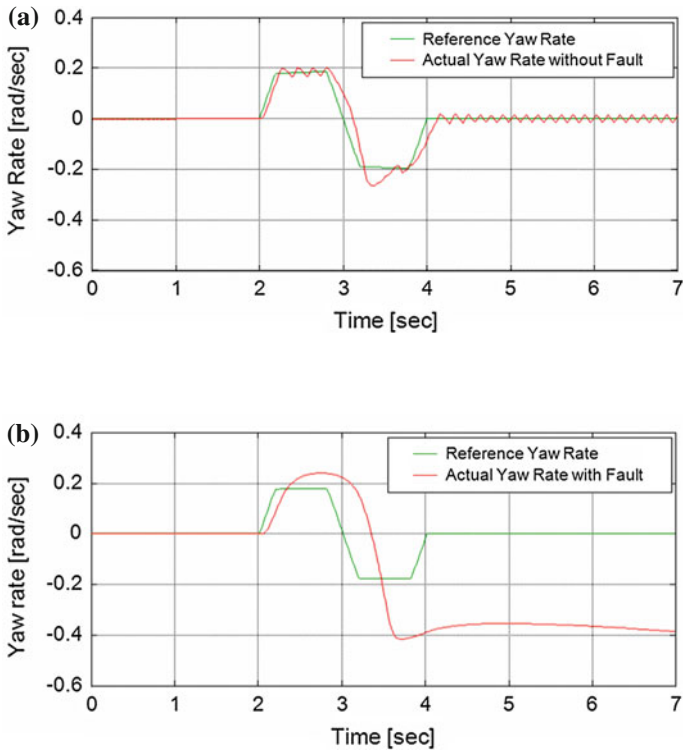 (a)
0.4
0.2
0
-0.2
-0.4
-0.6
Yaw Rate [rad/sec]
Reference Yaw Rate
Actual Yaw Rate without Fault
0 1 2 3 4 5 6 7
Time [sec]
(b)
0.4
0.2
0
-0.2
-0.4
-0.6
Yaw rate [rad/sec]
Reference Yaw Rate
Actual Yaw Rate with Fault
0 1 2 3 4 5 6 7
Time [sec]